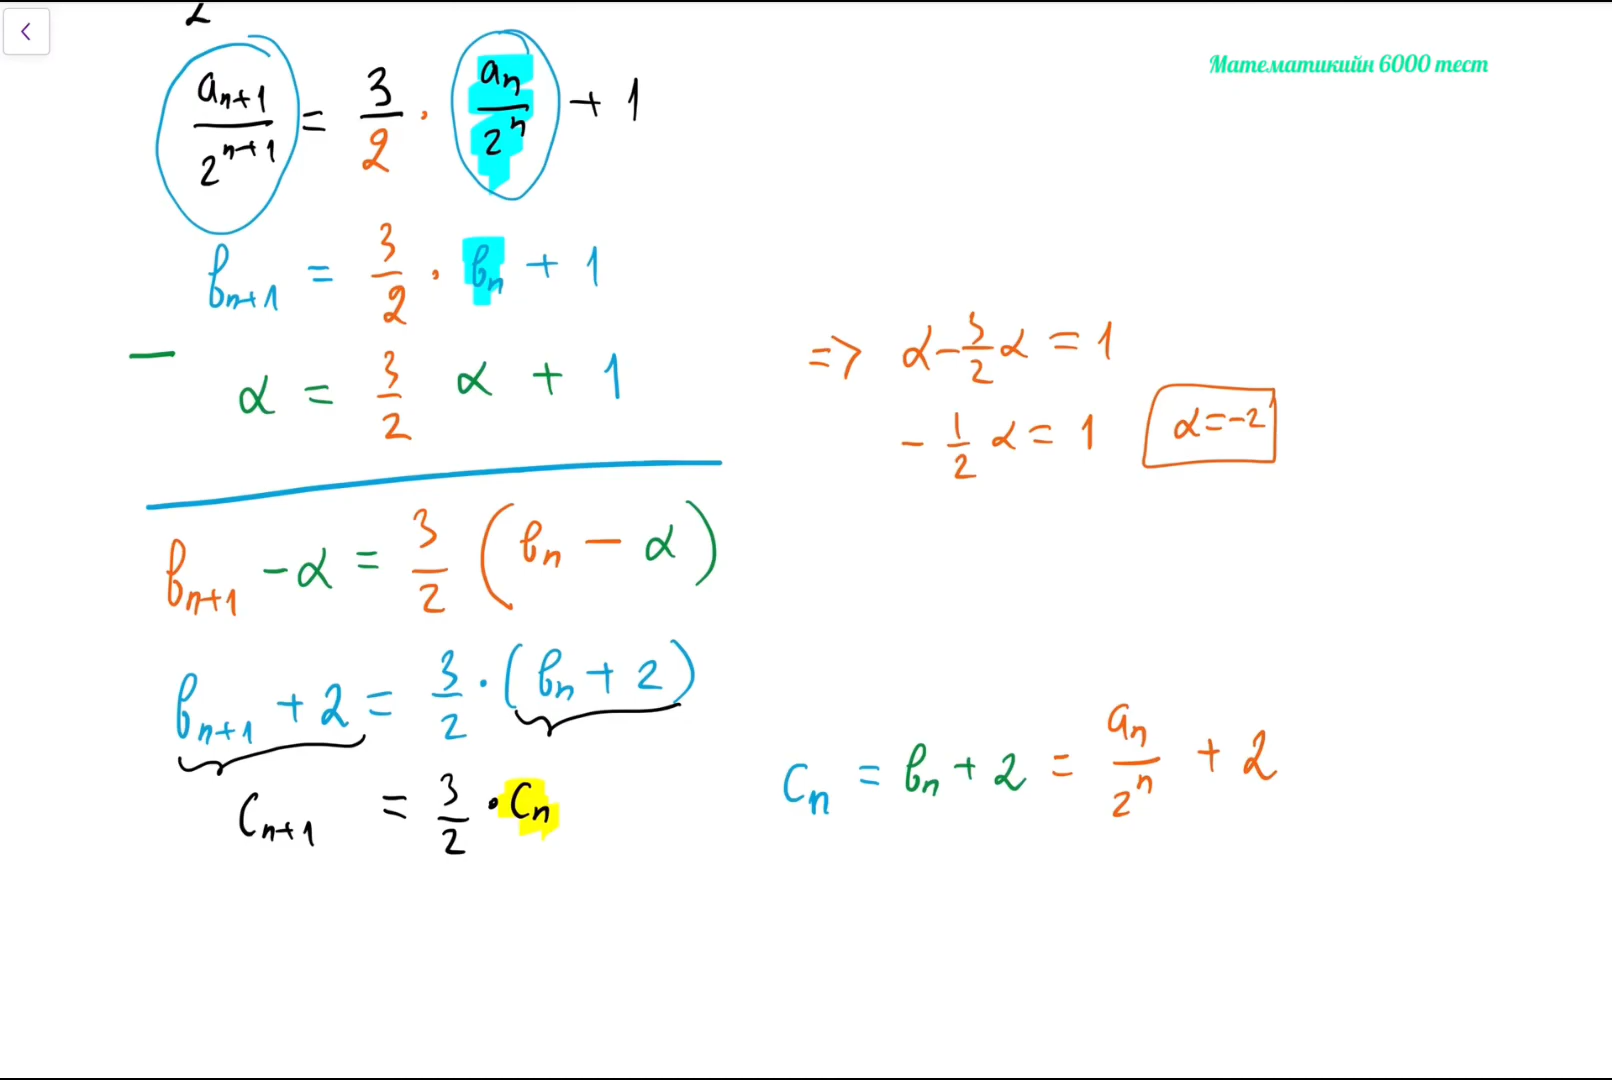 Математикийн 6000 тест
a_{n+1}/2^{n+1} = 3/2 · a_n/2^n + 1
b_{n+1} = 3/2 · b_n + 1
α = 3/2 α + 1
=> α - 3/2 α = 1
- 1/2 α = 1
α = -2
b_{n+1} - α = 3/2 (b_n - α)
b_{n+1} + 2 = 3/2 · (b_n + 2)
c_{n+1} = 3/2 · c_n
c_n = b_n + 2 = a_n/2^n + 2